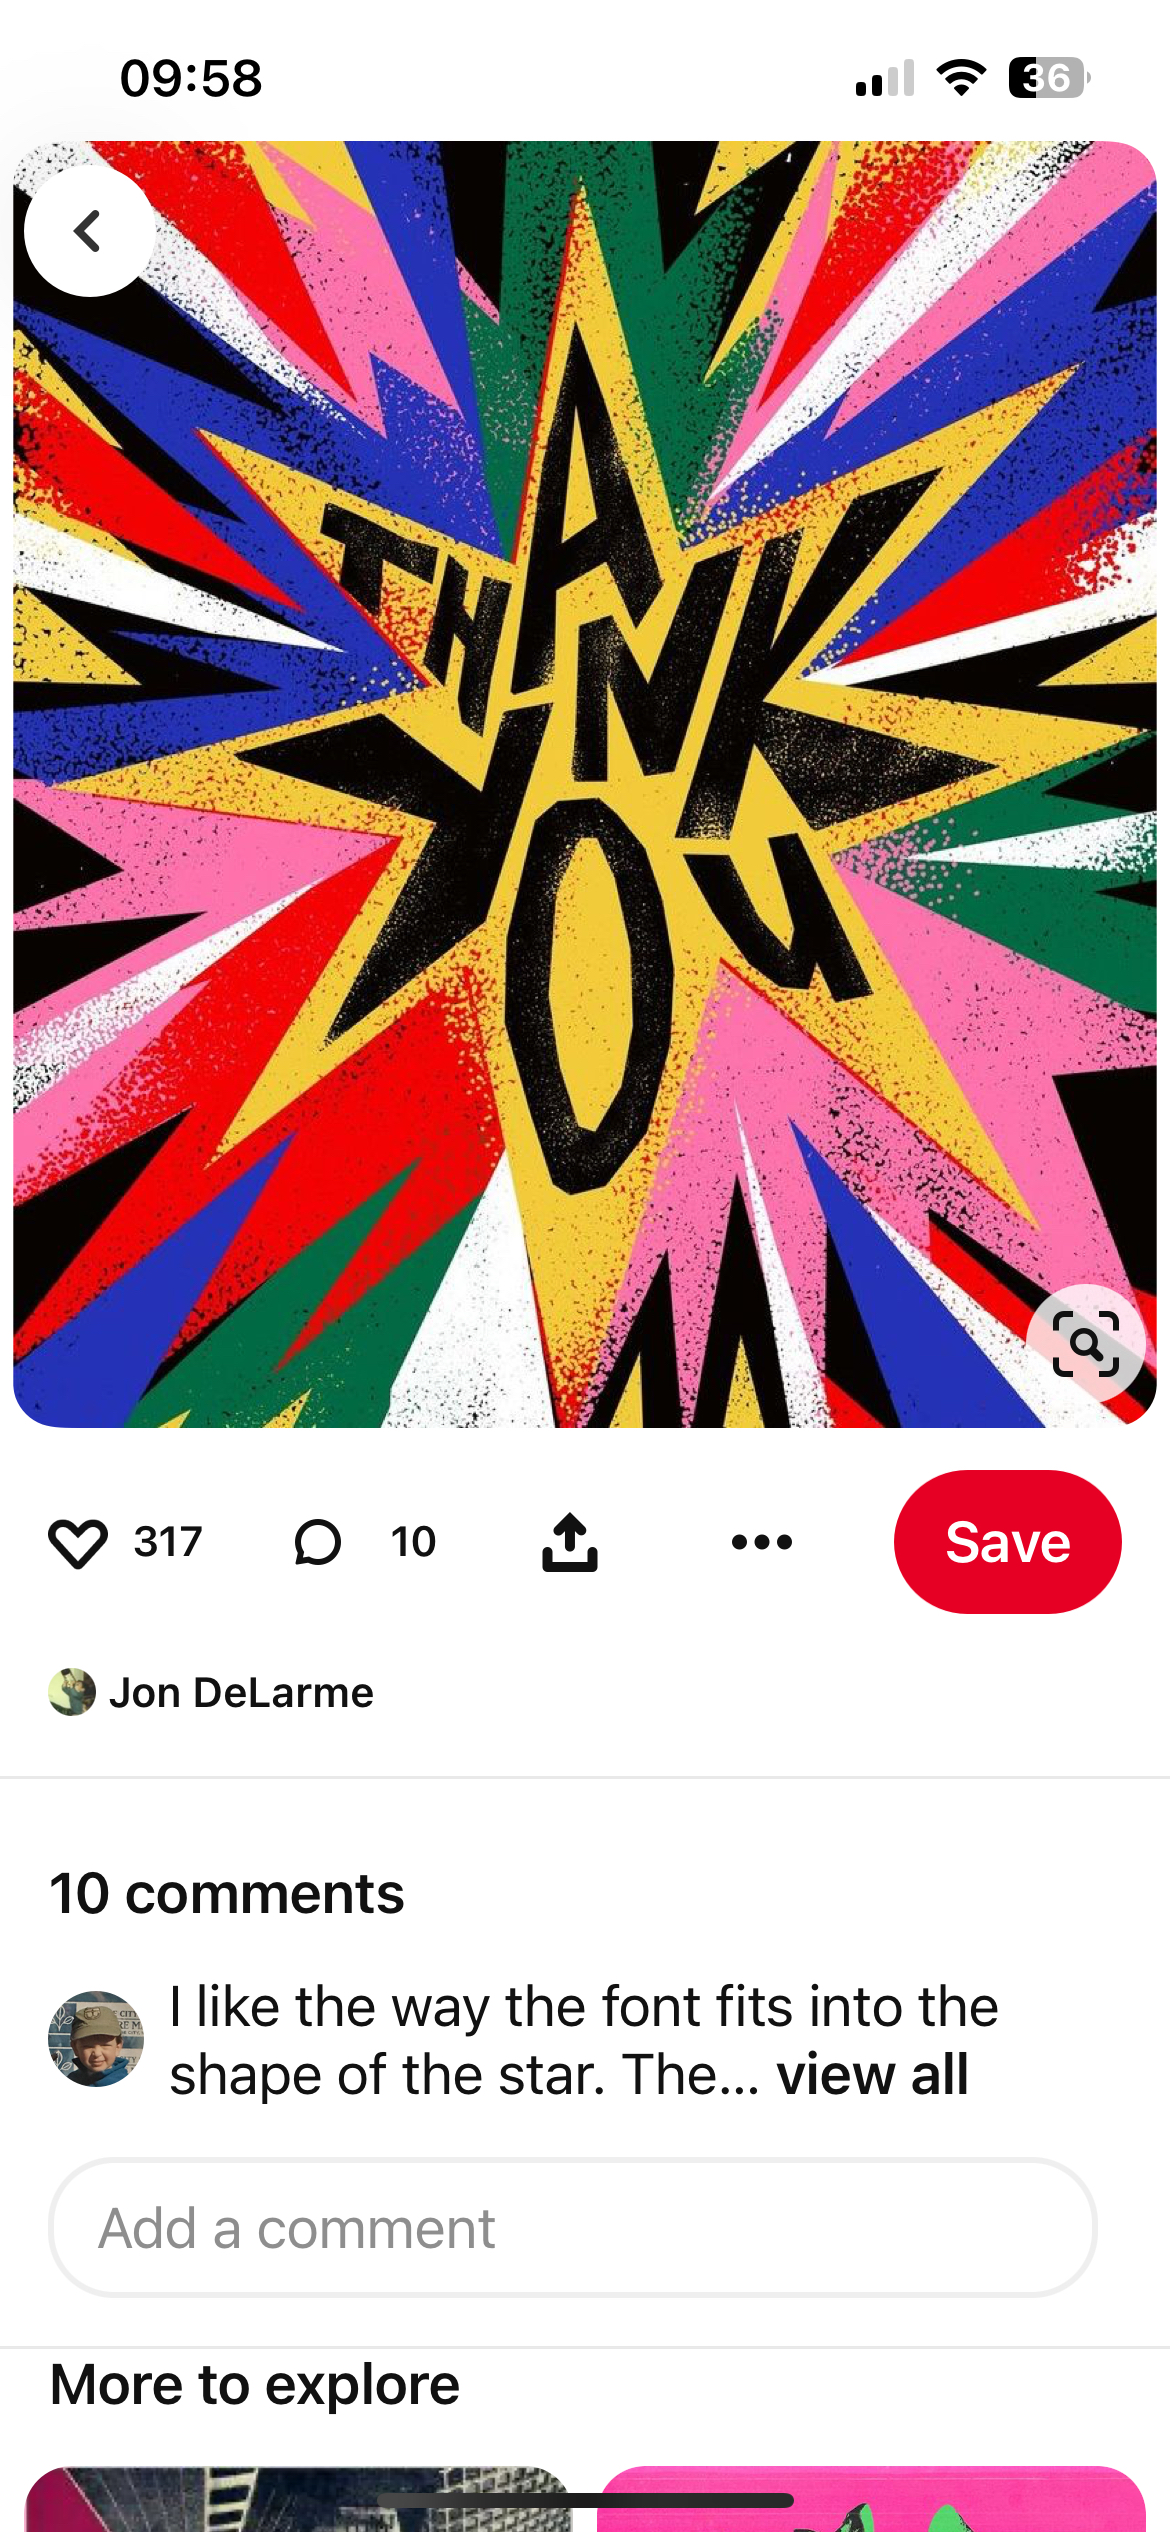 09:58
36
THANK
YOU
317
10
Save
Jon DeLarme
10 comments
I like the way the font fits into the
shape of the star. The... view all
Add a comment
More to explore